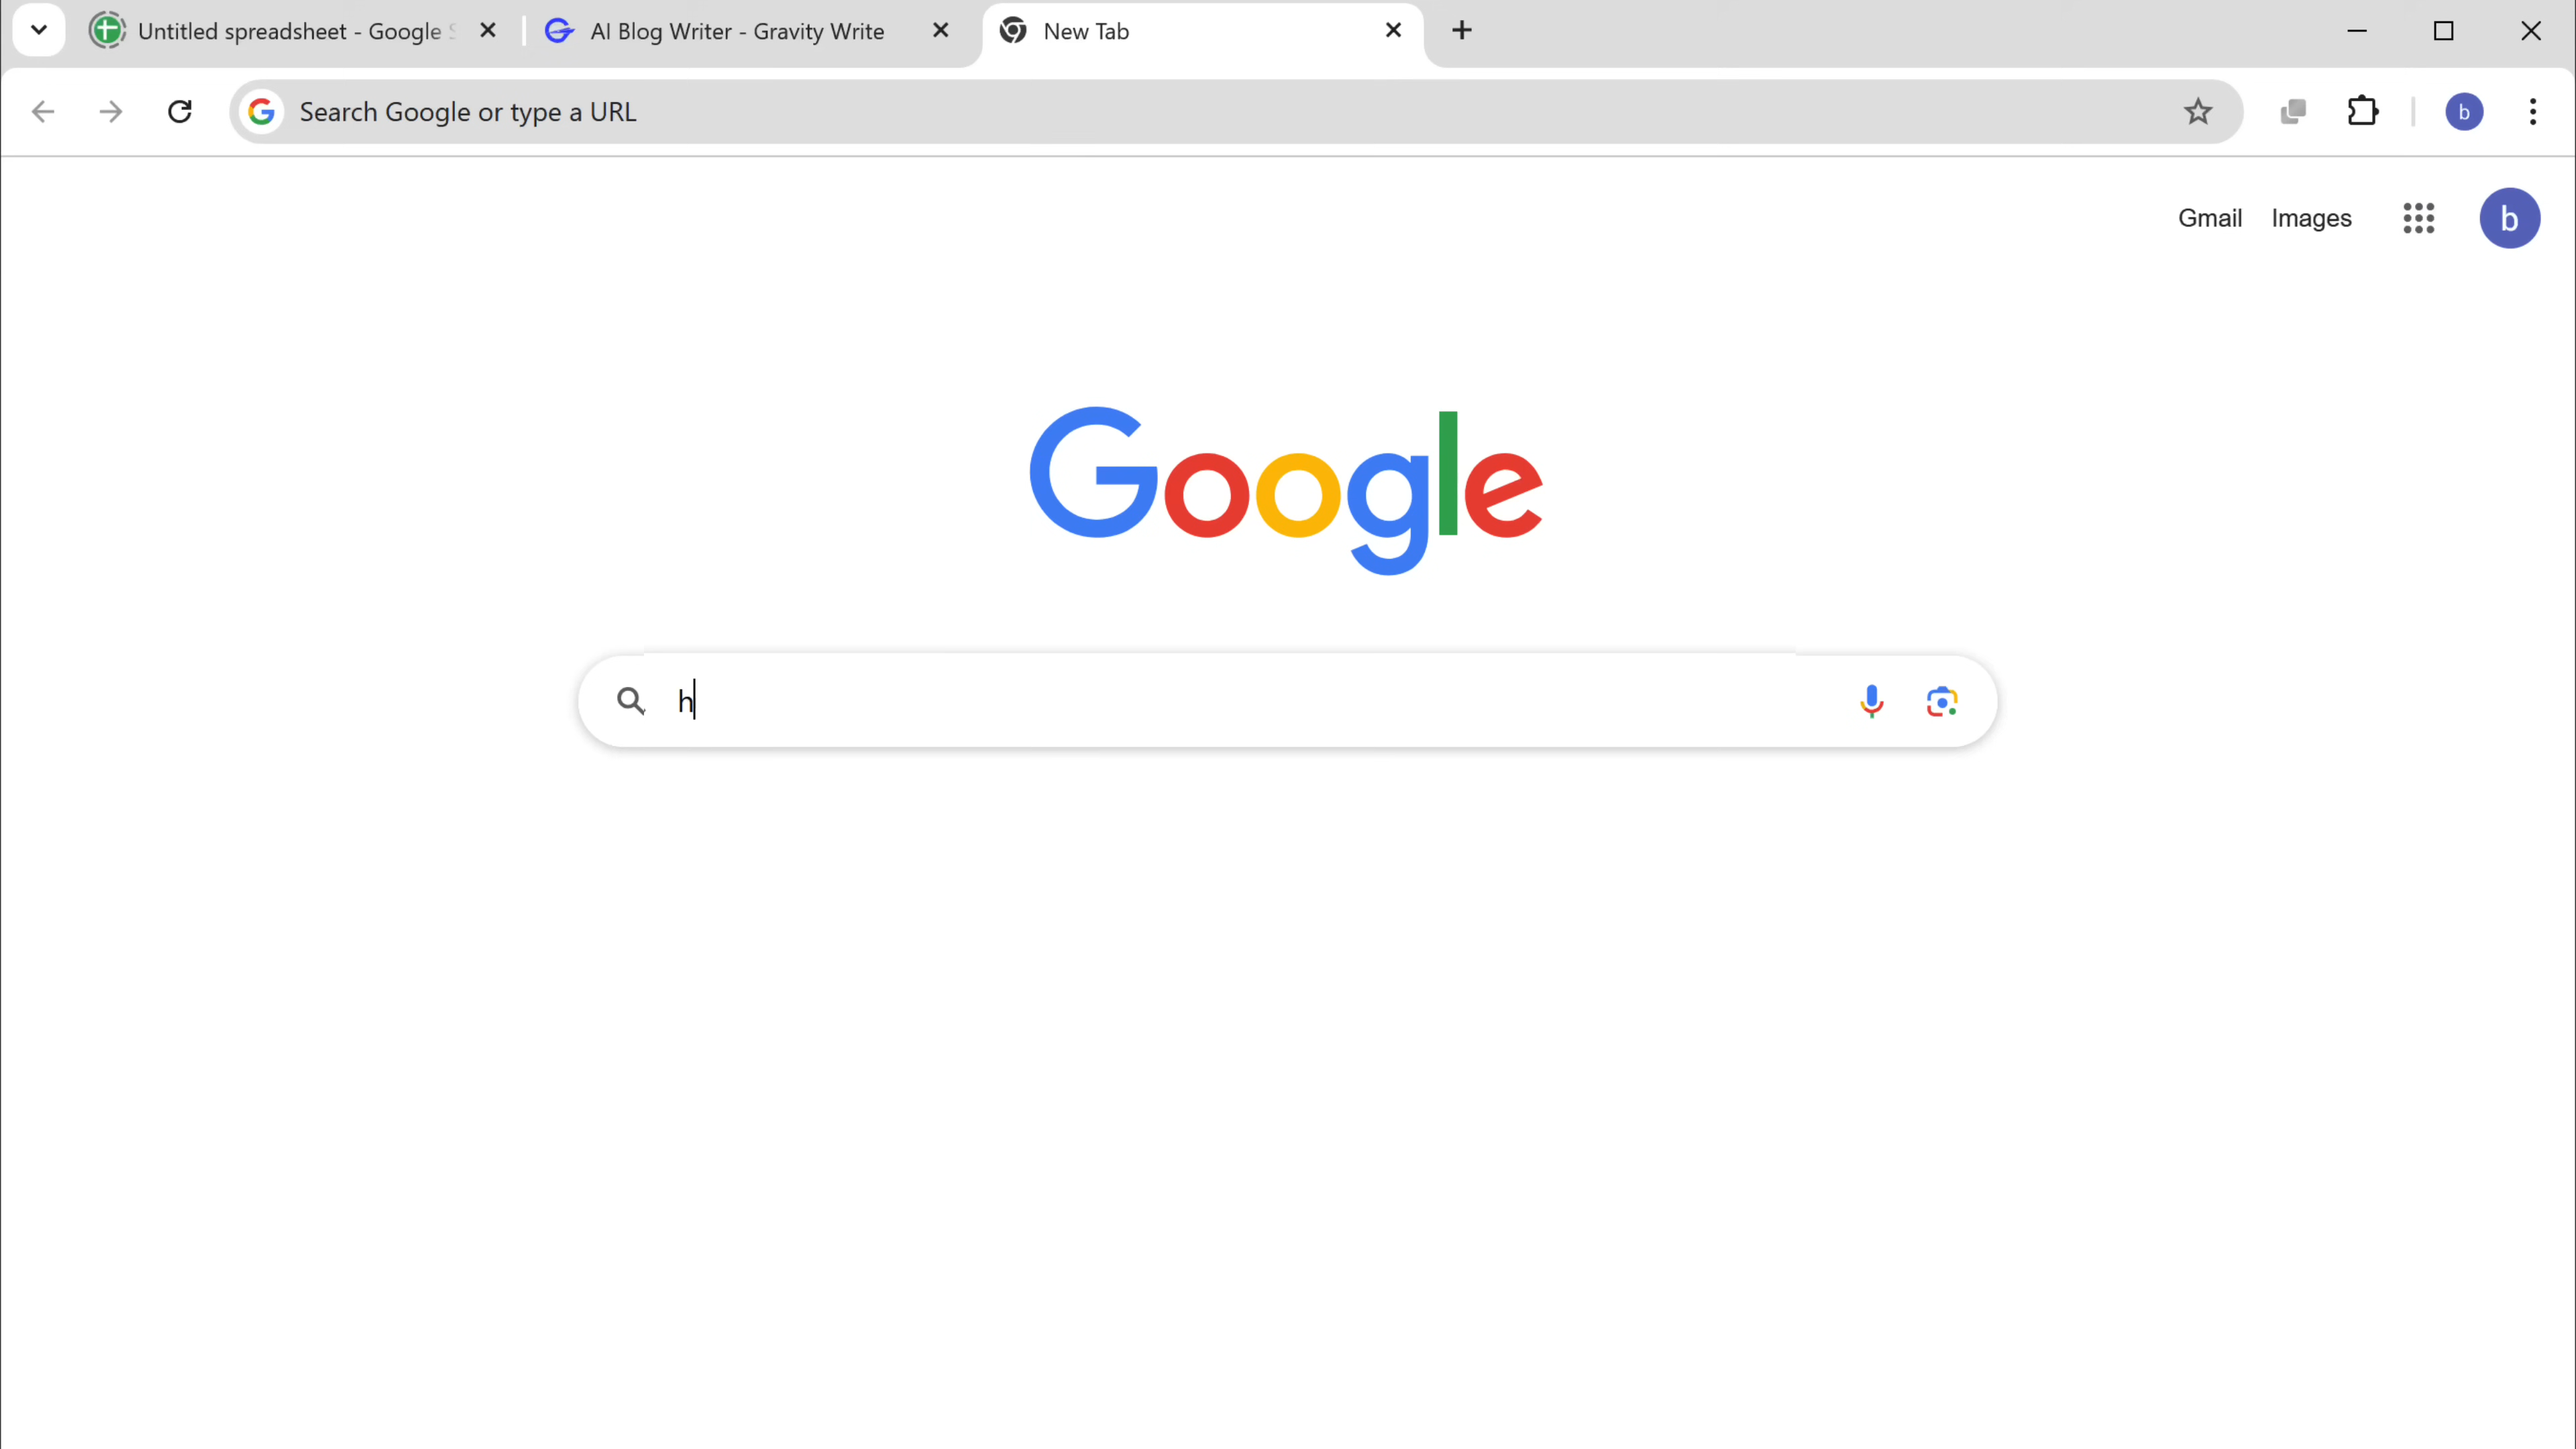 Untitled spreadsheet - Google S
AI Blog Writer - Gravity Write
New Tab
Search Google or type a URL
b
Gmail
Images
b
Google
h